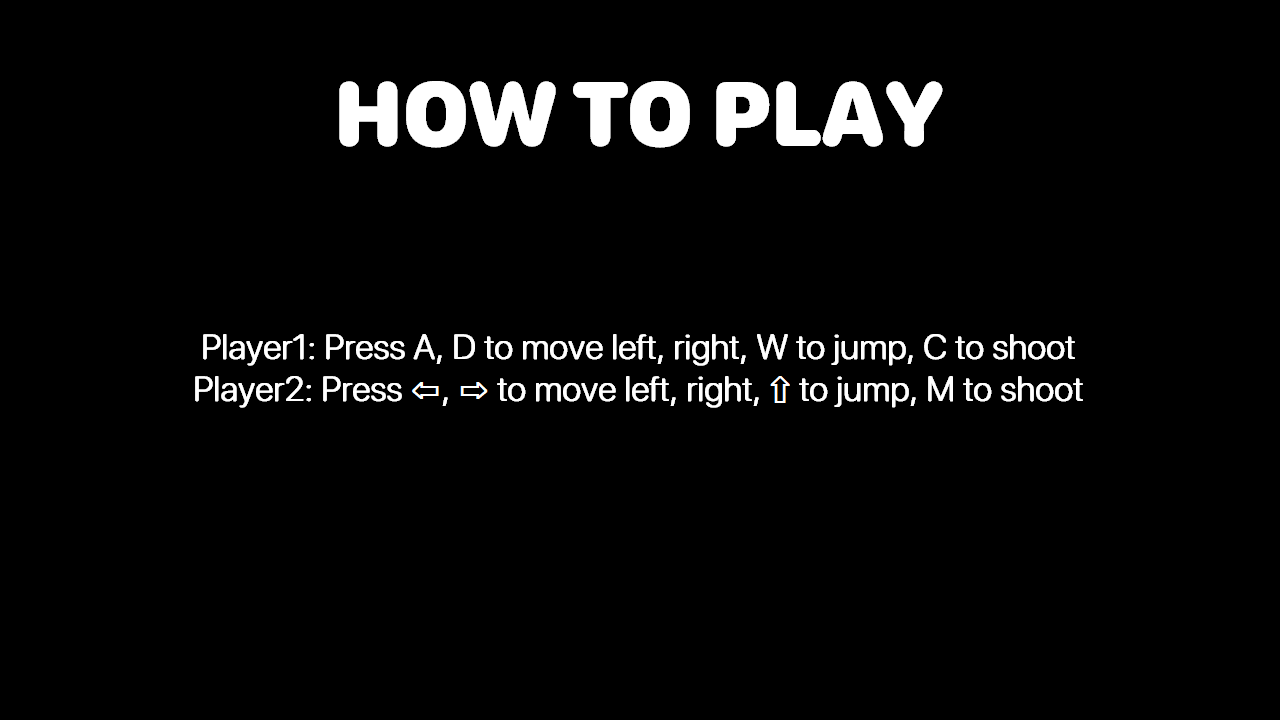 HOW TO PLAY
Player1: Press A, D to move left, right, W to jump, C to shoot
Player2: Press ⇦, ⇨ to move left, right, ⇧ to jump, M to shoot